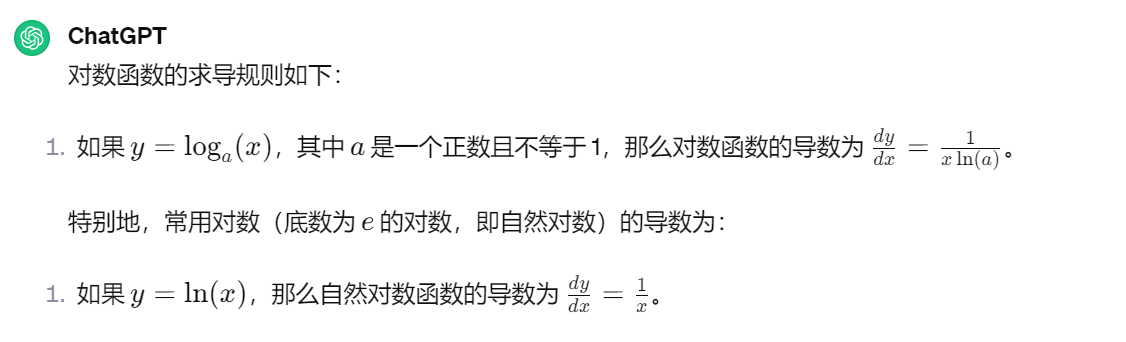 ChatGPT
对数函数的求导规则如下：
1. 如果 y = log_a(x)，其中 a 是一个正数且不等于 1，那么对数函数的导数为 dy/dx = 1/(x ln(a))。
特别地，常用对数（底数为 e 的对数，即自然对数）的导数为：
1. 如果 y = ln(x)，那么自然对数函数的导数为 dy/dx = 1/x。